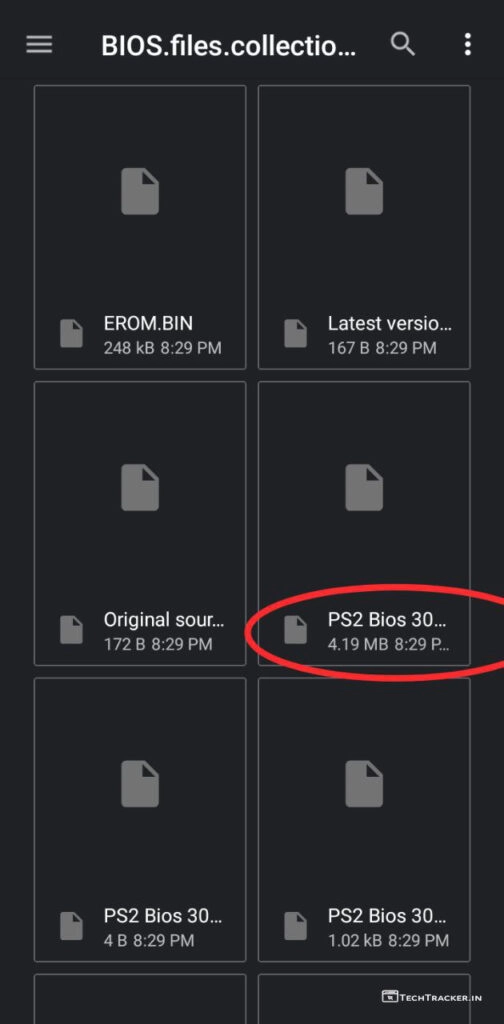 BIOS.files.collectio...
EROM.BIN
248 kB 8:29 PM
Latest versio...
167 B 8:29 PM
Original sour...
172 B 8:29 PM
PS2 Bios 30...
4.19 MB 8:29 P...
PS2 Bios 30...
4 B 8:29 PM
PS2 Bios 30...
1.02 kB 8:29 PM
TECHTRACKER.IN